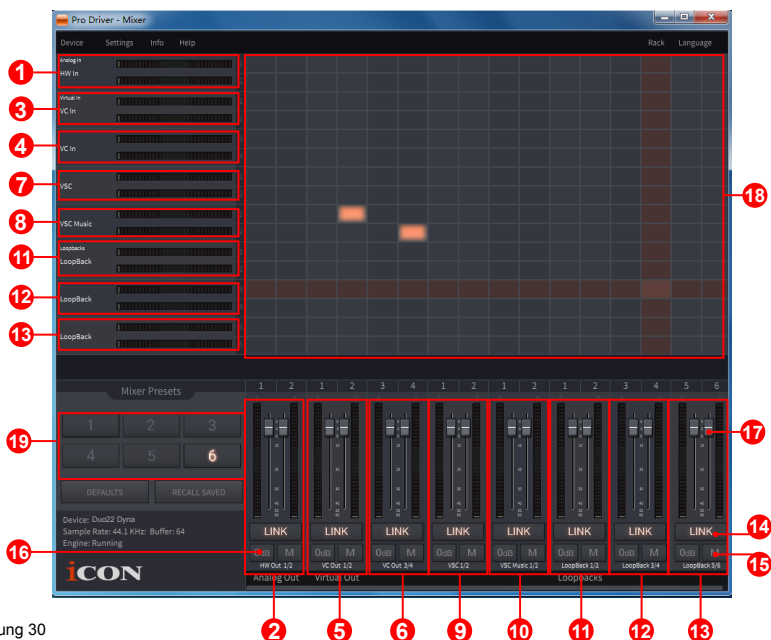 Pro Driver - Mixer
Device Settings Info Help Rack Language
Analog In
1 HW In
Virtual In
3 VC In
4 VC In
7 VSC
18
8 VSC Music
Loopbacks
11 LoopBack
12 LoopBack
13 LoopBack
Mixer Presets
1 2 1 2 3 4 1 2 1 2 1 2 3 4 5 6
19
1 2 3
4 5 6
17
DEFAULTS RECALL SAVED
Device: Duo22 Dyna
Sample Rate: 44.1 KHz: Buffer: 64
Engine: Running
LINK LINK LINK LINK LINK LINK LINK LINK
14
16
0dB M 0dB M 0dB M 0dB M 0dB M 0dB M 0dB M 0dB M
15
HW Out 1/2 VC Out 1/2 VC Out 3/4 VSC 1/2 VSC Music 1/2 LoopBack 1/2 LoopBack 3/4 LoopBack 5/6
iCON
Analog Out Virtual Out Loopbacks
ung 30
2 5 6 9 10 11 12 13